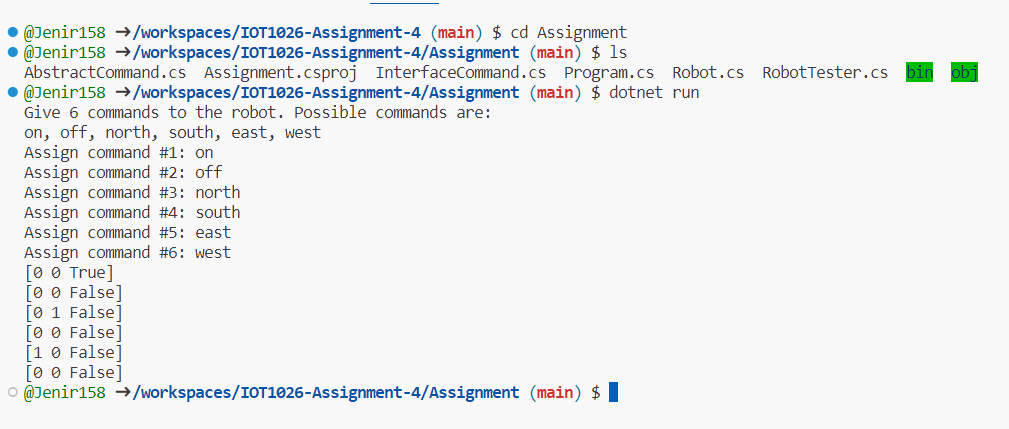 @Jenir158 ➜/workspaces/IOT1026-Assignment-4 (main) $ cd Assignment
@Jenir158 ➜/workspaces/IOT1026-Assignment-4/Assignment (main) $ ls
AbstractCommand.cs  Assignment.csproj  InterfaceCommand.cs  Program.cs  Robot.cs  RobotTester.cs  bin  obj
@Jenir158 ➜/workspaces/IOT1026-Assignment-4/Assignment (main) $ dotnet run
Give 6 commands to the robot. Possible commands are:
on, off, north, south, east, west
Assign command #1: on
Assign command #2: off
Assign command #3: north
Assign command #4: south
Assign command #5: east
Assign command #6: west
[0 0 True]
[0 0 False]
[0 1 False]
[0 0 False]
[1 0 False]
[0 0 False]
@Jenir158 ➜/workspaces/IOT1026-Assignment-4/Assignment (main) $